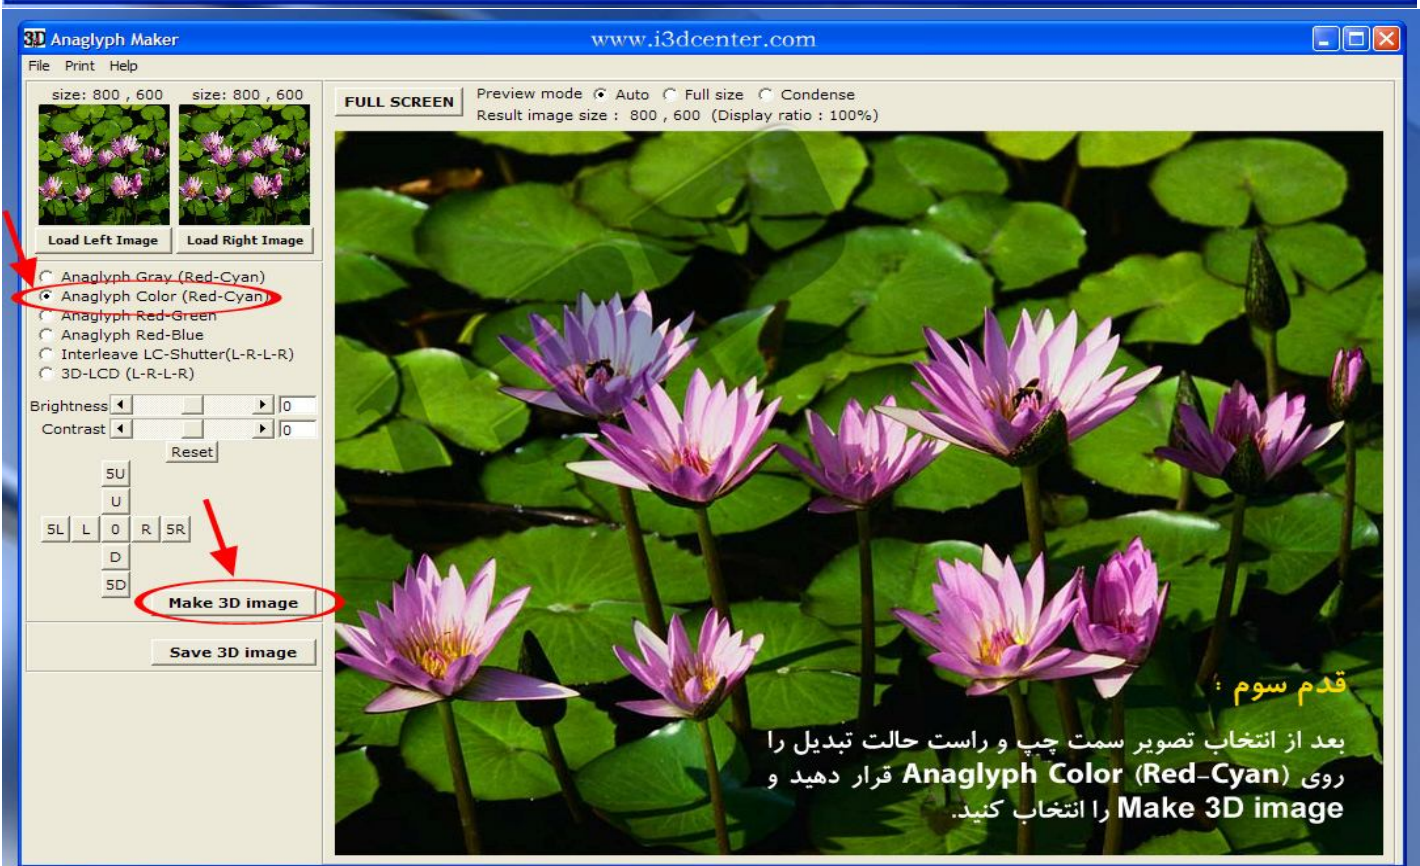 3D Anaglyph Maker
www.i3dcenter.com
File Print Help
size: 800 , 600 size: 800 , 600
Load Left Image Load Right Image
Anaglyph Gray (Red-Cyan)
Anaglyph Color (Red-Cyan)
Anaglyph Red-Green
Anaglyph Red-Blue
Interleave LC-Shutter(L-R-L-R)
3D-LCD (L-R-L-R)
Brightness 0
Contrast 0
Reset
5U
U
5L L 0 R 5R
D
5D
Make 3D image
Save 3D image
FULL SCREEN
Preview mode Auto Full size Condense
Result image size : 800 , 600 (Display ratio : 100%)
قدم سوم :
بعد از انتخاب تصویر سمت چپ و راست حالت تبدیل را
روی Anaglyph Color (Red-Cyan) قرار دهید و
Make 3D image را انتخاب کنید.